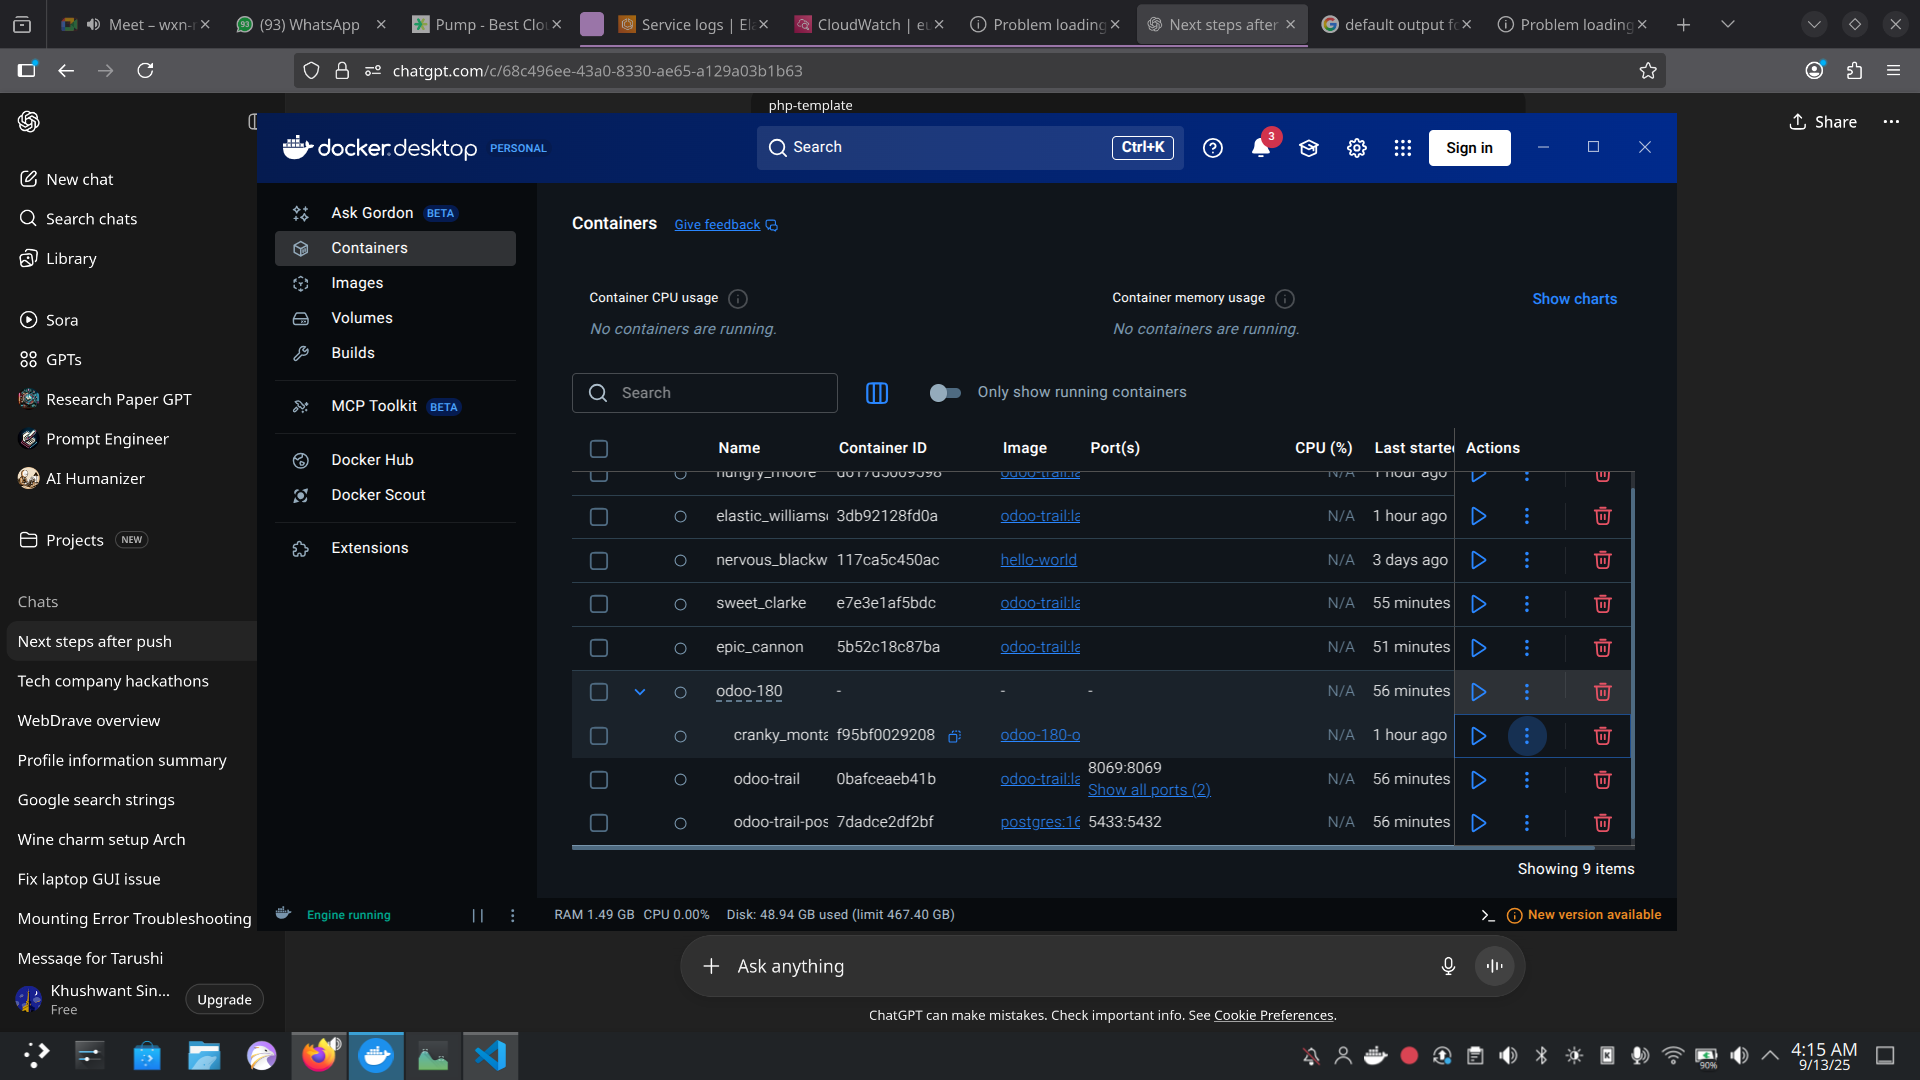 Meet – wxn-r
(93) WhatsApp
Pump - Best Clo
Service logs | Ela
CloudWatch | eu
Problem loading
Next steps after
default output fo
Problem loading
chatgpt.com/c/68c496ee-43a0-8330-ae65-a129a03b1b63
php-template
Share
docker.desktop PERSONAL
Search
Ctrl+K
3
Sign in
New chat
Search chats
Library
Sora
GPTs
Research Paper GPT
Prompt Engineer
AI Humanizer
Projects NEW
Chats
Next steps after push
Tech company hackathons
WebDrave overview
Profile information summary
Google search strings
Wine charm setup Arch
Fix laptop GUI issue
Mounting Error Troubleshooting
Message for Tarushi
Khushwant Sin...
Free
Upgrade
Ask Gordon BETA
Containers
Images
Volumes
Builds
MCP Toolkit BETA
Docker Hub
Docker Scout
Extensions
Containers Give feedback
Container CPU usage
No containers are running.
Container memory usage
No containers are running.
Show charts
Search
Only show running containers
Name Container ID Image Port(s) CPU (%) Last started Actions
hungry_moore d617d5669398 odoo-trail:la N/A 1 hour ago
elastic_williams 3db92128fd0a odoo-trail:la N/A 1 hour ago
nervous_blackw 117ca5c450ac hello-world N/A 3 days ago
sweet_clarke e7e3e1af5bdc odoo-trail:la N/A 55 minutes
epic_cannon 5b52c18c87ba odoo-trail:la N/A 51 minutes
odoo-180 - - - N/A 56 minutes
cranky_monta f95bf0029208 odoo-180-o N/A 1 hour ago
odoo-trail 0bafceaeb41b odoo-trail:la 8069:8069 N/A 56 minutes
Show all ports (2)
odoo-trail-pos 7dadce2df2bf postgres:16 5433:5432 N/A 56 minutes
Showing 9 items
Engine running
RAM 1.49 GB CPU 0.00% Disk: 48.94 GB used (limit 467.40 GB)
New version available
Ask anything
ChatGPT can make mistakes. Check important info. See Cookie Preferences.
90%
4:15 AM
9/13/25